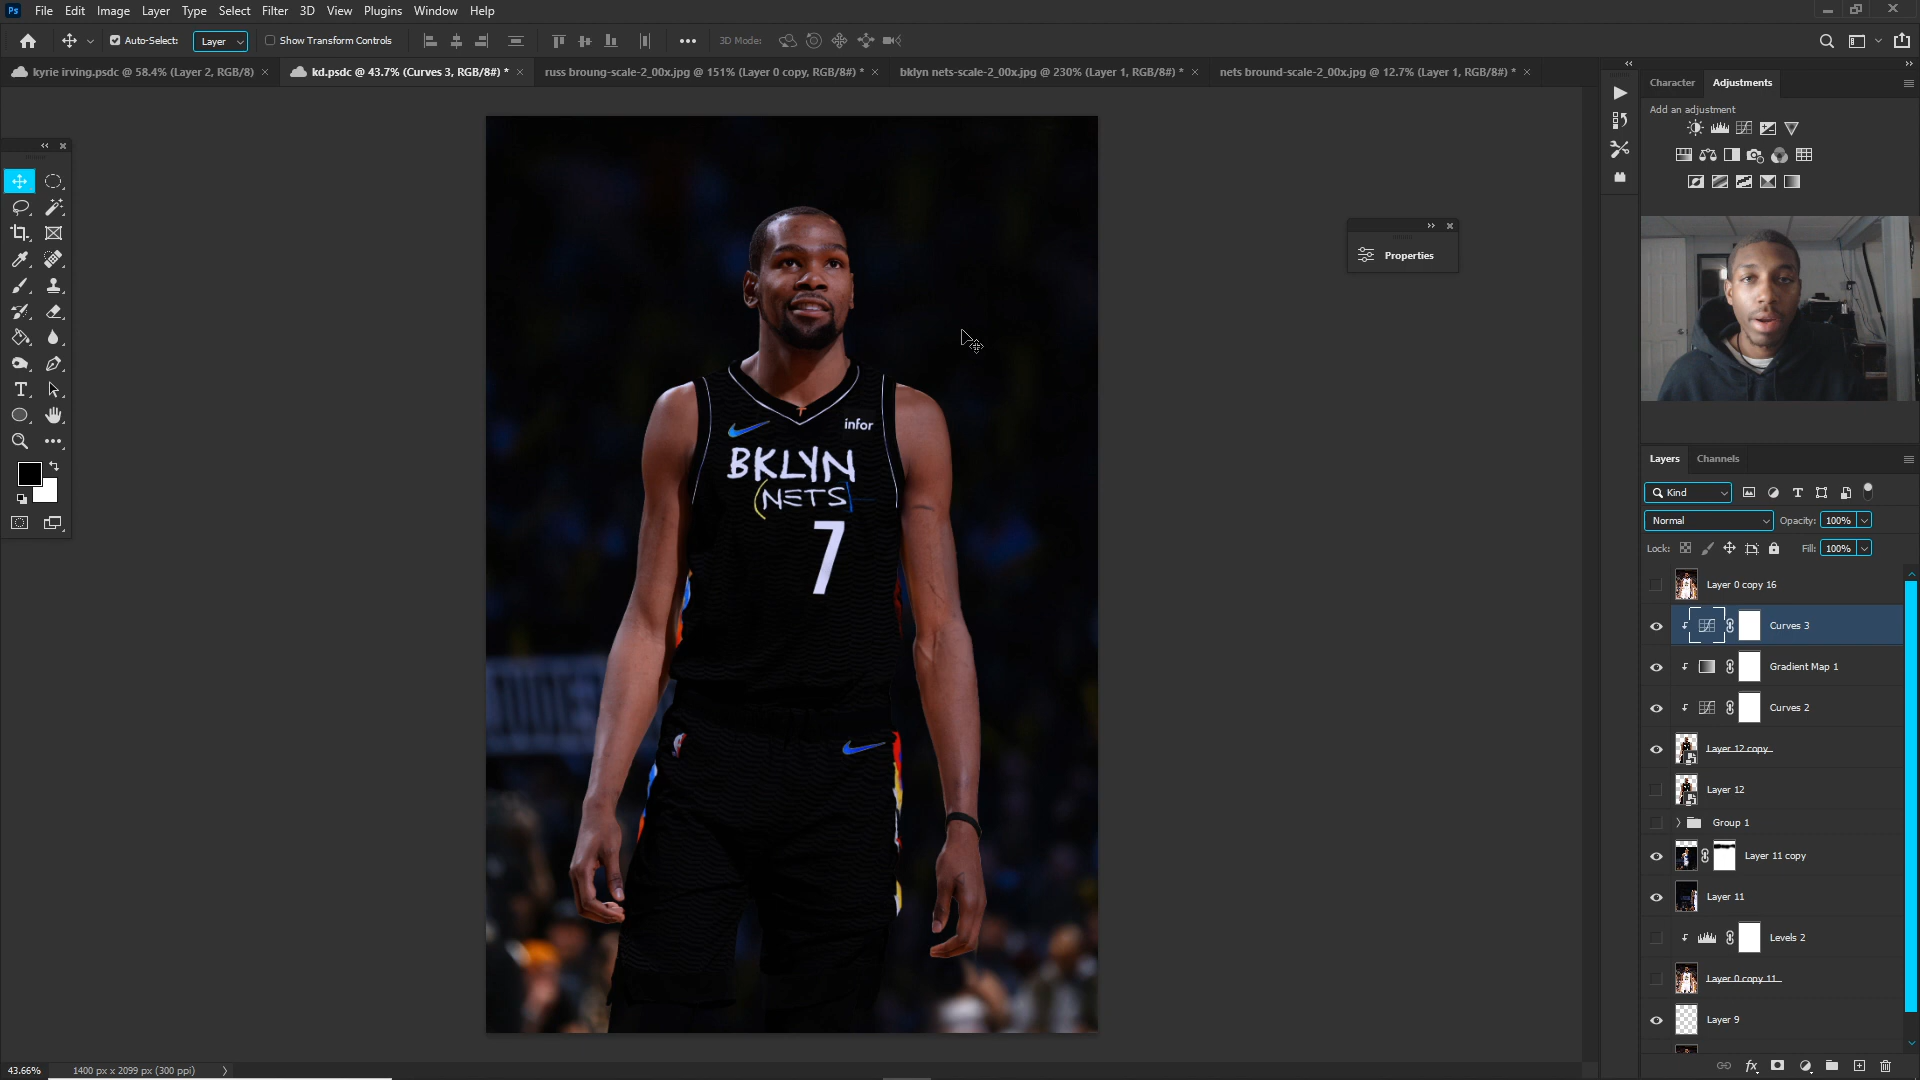 Ps File Edit Image Layer Type Select Filter 3D View Plugins Window Help
Auto-Select: Layer Show Transform Controls 3D Mode:
kyrie irving.psdc @ 58.4% (Layer 2, RGB/8) kd.psdc @ 43.7% (Curves 3, RGB/8#) * russ broung-scale-2_00x.jpg @ 151% (Layer 0 copy, RGB/8#) * bklyn nets-scale-2_00x.jpg @ 230% (Layer 1, RGB/8#) * nets bround-scale-2_00x.jpg @ 12.7% (Layer 1, RGB/8#) *
Character Adjustments
Add an adjustment
Properties
infor
BKLYN
(NETS)
7
Layers Channels
Kind
Normal Opacity: 100%
Lock: Fill: 100%
Layer 0 copy 16
Curves 3
Gradient Map 1
Curves 2
Layer 12 copy
Layer 12
Group 1
Layer 11 copy
Layer 11
Levels 2
Layer 0 copy 11
Layer 9
43.66% 1400 px x 2099 px (300 ppi)